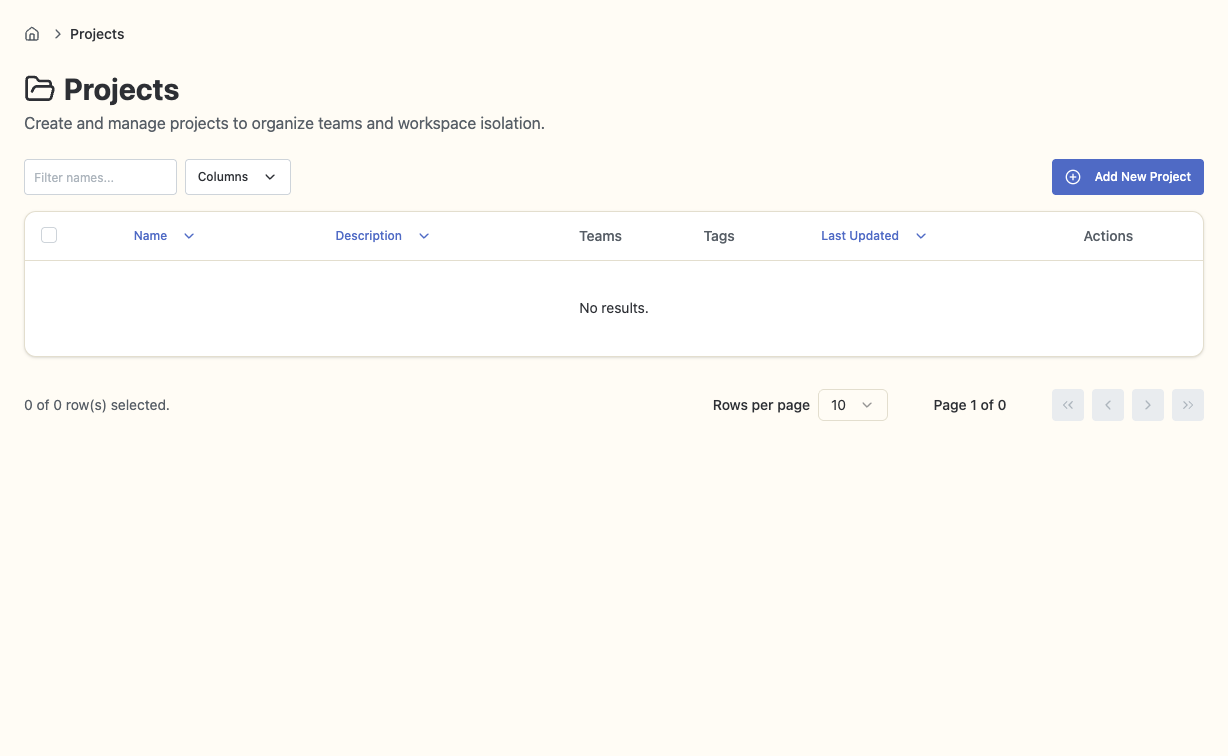 Projects
Projects
Create and manage projects to organize teams and workspace isolation.
Filter names...
Columns
Add New Project
Name Description Teams Tags Last Updated Actions
No results.
0 of 0 row(s) selected.
Rows per page 10 Page 1 of 0